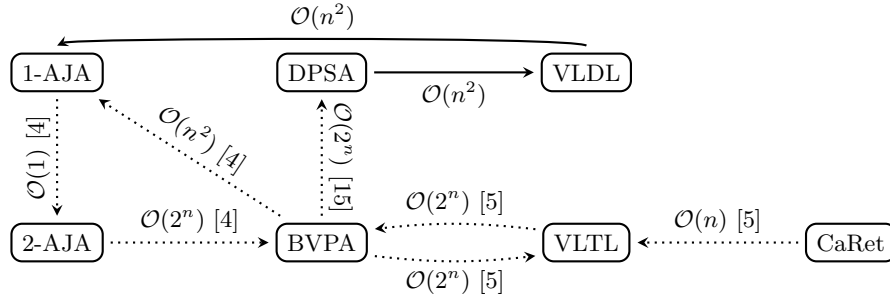 𝒪(n²)
1-AJA DPSA VLDL
𝒪(n²)
𝒪(1) [4]
𝒪(n²) [4]
𝒪(2ⁿ) [15]
𝒪(2ⁿ) [4]
𝒪(2ⁿ) [5]
𝒪(n) [5]
2-AJA BVPA VLTL CaRet
𝒪(2ⁿ) [5]